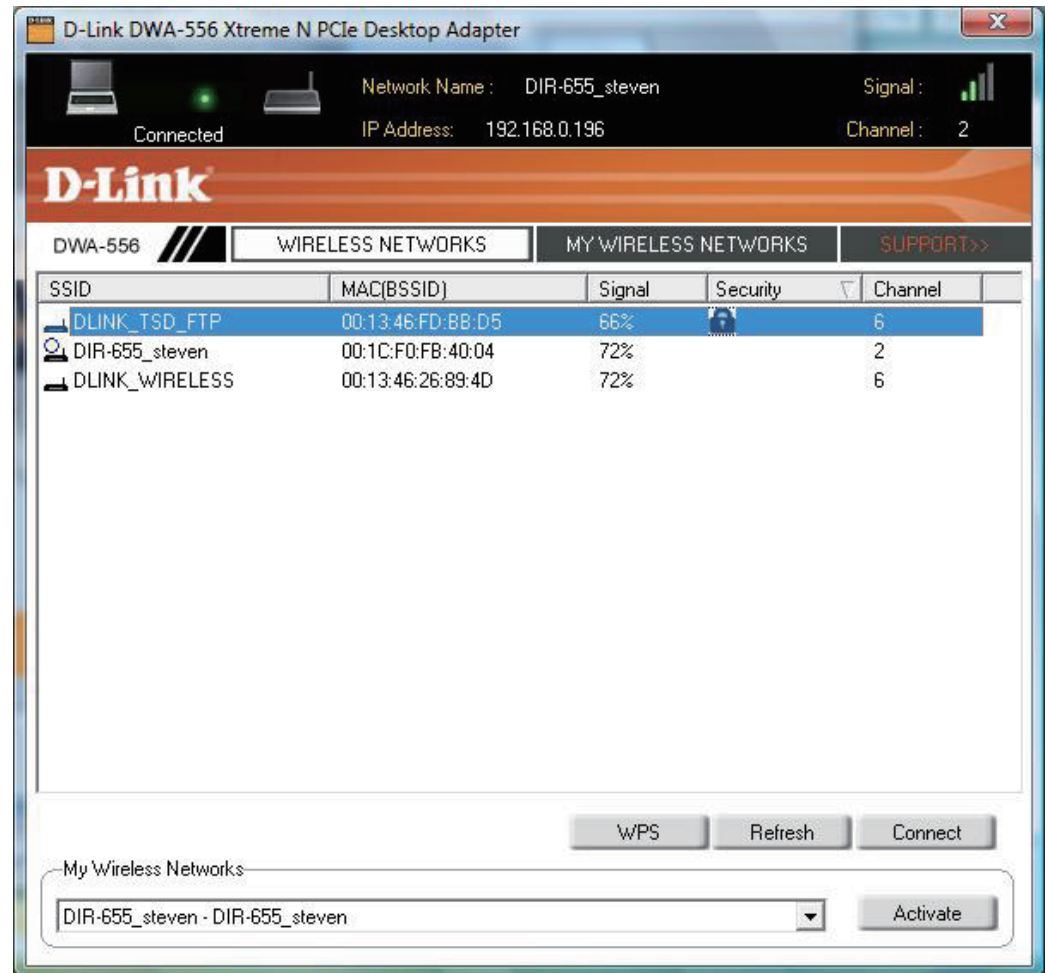 D-Link DWA-556 Xtreme N PCIe Desktop Adapter
Network Name : DIR-655_steven Signal :
Connected IP Address: 192.168.0.196 Channel : 2
D-Link
DWA-556 WIRELESS NETWORKS MY WIRELESS NETWORKS SUPPORT>>
SSID MAC(BSSID) Signal Security Channel
DLINK_TSD_FTP 00:13:46:FD:BB:D5 66% 6
DIR-655_steven 00:1C:F0:FB:40:04 72% 2
DLINK_WIRELESS 00:13:46:26:89:4D 72% 6
WPS Refresh Connect
My Wireless Networks
DIR-655_steven - DIR-655_steven Activate